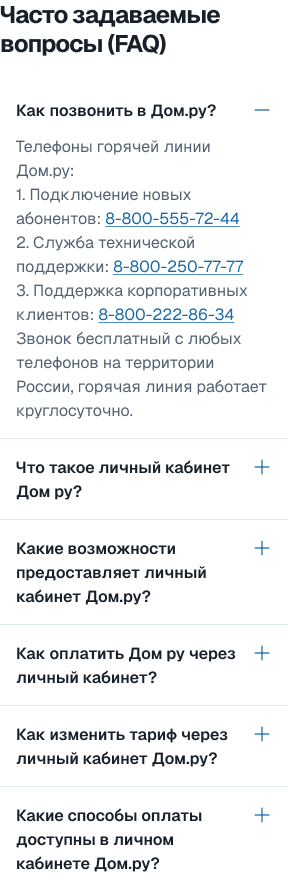 Часто задаваемые
вопросы (FAQ)
Как позвонить в Дом.ру?
Телефоны горячей линии
Дом.ру:
1. Подключение новых
абонентов: 8-800-555-72-44
2. Служба технической
поддержки: 8-800-250-77-77
3. Поддержка корпоративных
клиентов: 8-800-222-86-34
Звонок бесплатный с любых
телефонов на территории
России, горячая линия работает
круглосуточно.
Что такое личный кабинет
Дом ру?
Какие возможности
предоставляет личный
кабинет Дом.ру?
Как оплатить Дом ру через
личный кабинет?
Как изменить тариф через
личный кабинет Дом.ру?
Какие способы оплаты
доступны в личном
кабинете Дом.ру?